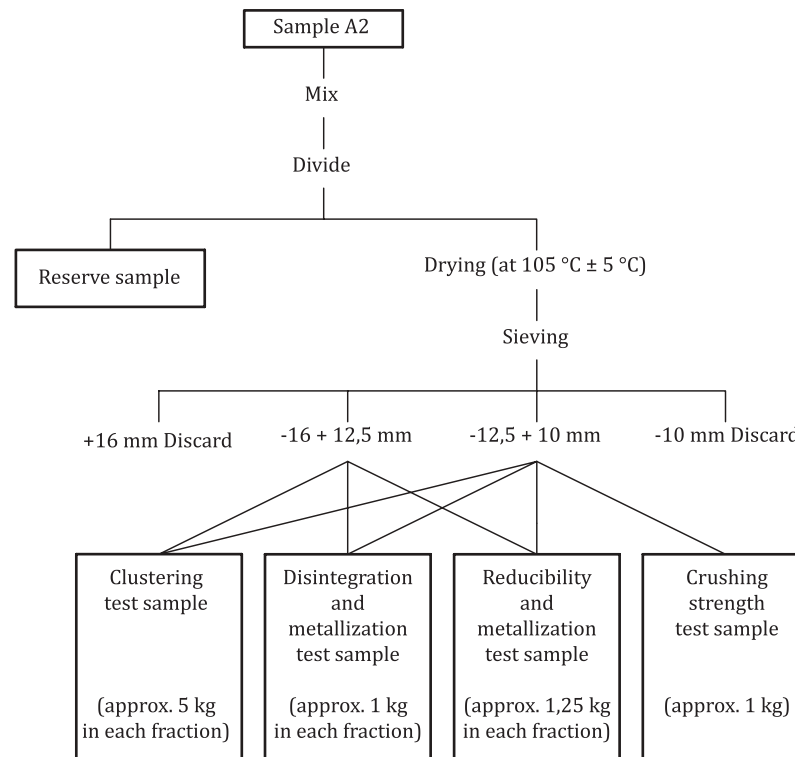 Sample A2
Mix
Divide
Reserve sample
Drying (at 105 °C ± 5 °C)
Sieving
+16 mm Discard
-16 + 12,5 mm
-12,5 + 10 mm
-10 mm Discard
Clustering
test sample
(approx. 5 kg
in each fraction)
Disintegration
and
metallization
test sample
(approx. 1 kg
in each fraction)
Reducibility
and
metallization
test sample
(approx. 1,25 kg
in each fraction)
Crushing
strength
test sample
(approx. 1 kg)